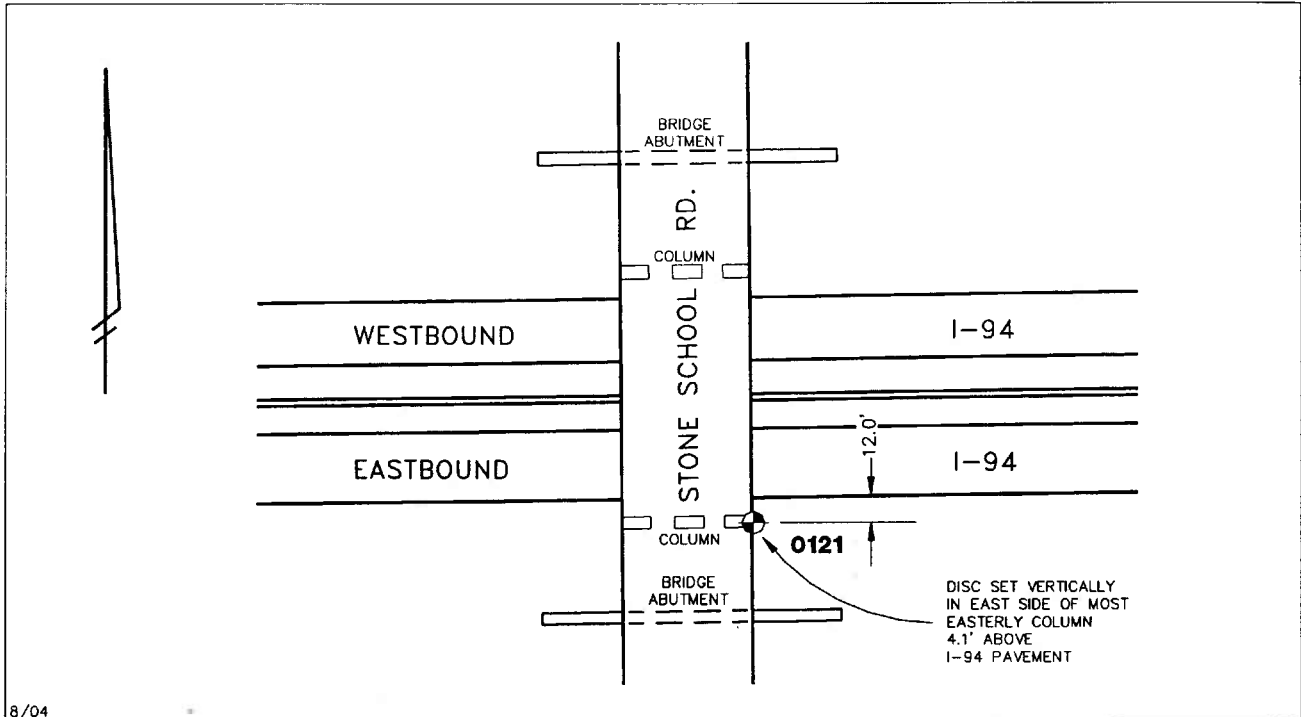 BRIDGE
ABUTMENT
STONE SCHOOL RD.
COLUMN
WESTBOUND
I-94
12.0'
EASTBOUND
I-94
COLUMN
0121
BRIDGE
ABUTMENT
DISC SET VERTICALLY
IN EAST SIDE OF MOST
EASTERLY COLUMN
4.1' ABOVE
I-94 PAVEMENT
8/04